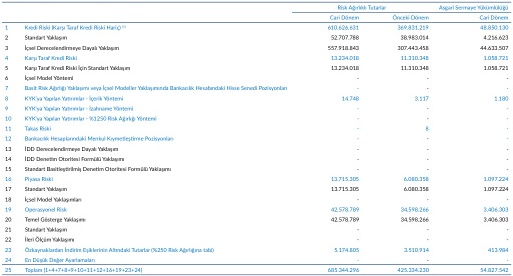 Risk Ağırlıklı Tutarlar Asgari Sermaye Yükümlülüğü
Cari Dönem Önceki Dönem Cari Dönem
1 Kredi Riski (Karşı Taraf Kredi Riski Hariç) (*) 610.626.631 369.831.219 48.850.130
2 Standart Yaklaşım 52.707.788 38.983.014 4.216.623
3 İçsel Derecelendirmeye Dayalı Yaklaşım 557.918.843 307.443.458 44.633.507
4 Karşı Taraf Kredi Riski 13.234.018 11.310.348 1.058.721
5 Karşı Taraf Kredi Riski İçin Standart Yaklaşım 13.234.018 11.310.348 1.058.721
6 İçsel Model Yöntemi - - -
7 Basit Risk Ağırlığı Yaklaşımı veya İçsel Modeller Yaklaşımında Bankacılık Hesabındaki Hisse Senedi Pozisyonları - - -
8 KYK'ya Yapılan Yatırımlar - İçerik Yöntemi 14.748 3.117 1.180
9 KYK'ya Yapılan Yatırımlar - İzahname Yöntemi - - -
10 KYK'ya Yapılan Yatırımlar - %1250 Risk Ağırlığı Yöntemi - - -
11 Takas Riski - 8 -
12 Bankacılık Hesaplarındaki Menkul Kıymetleştirme Pozisyonları - - -
13 İDD Derecelendirmeye Dayalı Yaklaşım - - -
14 İDD Denetim Otoritesi Formülü Yaklaşımı - - -
15 Standart Basitleştirilmiş Denetim Otoritesi Formülü Yaklaşımı - - -
16 Piyasa Riski 13.715.305 6.080.358 1.097.224
17 Standart Yaklaşım 13.715.305 6.080.358 1.097.224
18 İçsel Model Yaklaşımları - - -
19 Operasyonel Risk 42.578.789 34.598.266 3.406.303
20 Temel Gösterge Yaklaşımı 42.578.789 34.598.266 3.406.303
21 Standart Yaklaşım - - -
22 İleri Ölçüm Yaklaşımı - - -
23 Özkaynaklardan İndirim Eşiklerinin Altındaki Tutarlar (%250 Risk Ağırlığına tabi) 5.174.805 3.510.914 413.984
24 En Düşük Değer Ayarlamaları - - -
25 Toplam (1+4+7+8+9+10+11+12+16+19+23+24) 685.344.296 425.334.230 54.827.542